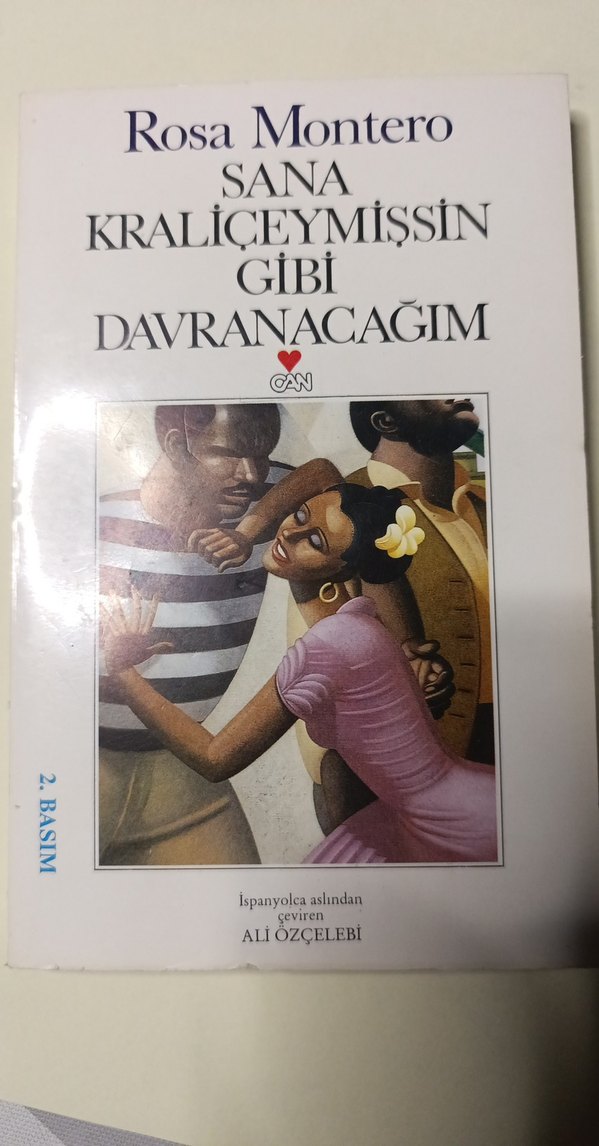 Rosa Montero
SANA
KRALİÇEYMİŞSİN
GİBİ
DAVRANACAĞIM
CAN
2. BASIM
İspanyolca aslından
çeviren
ALİ ÖZÇELEBİ